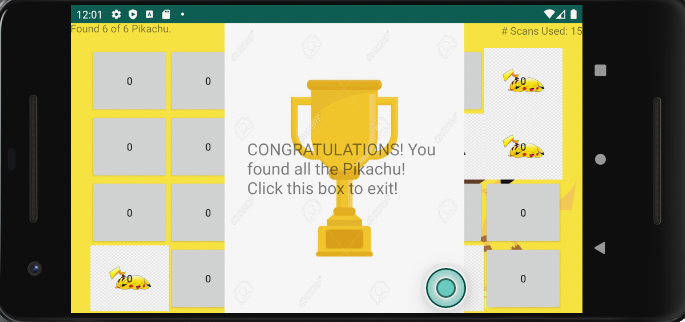 12:01
Found 6 of 6 Pikachu.
# Scans Used: 15
0 0 0
0 0 0
0 0 0
0 0 0
CONGRATULATIONS! You
found all the Pikachu!
Click this box to exit!